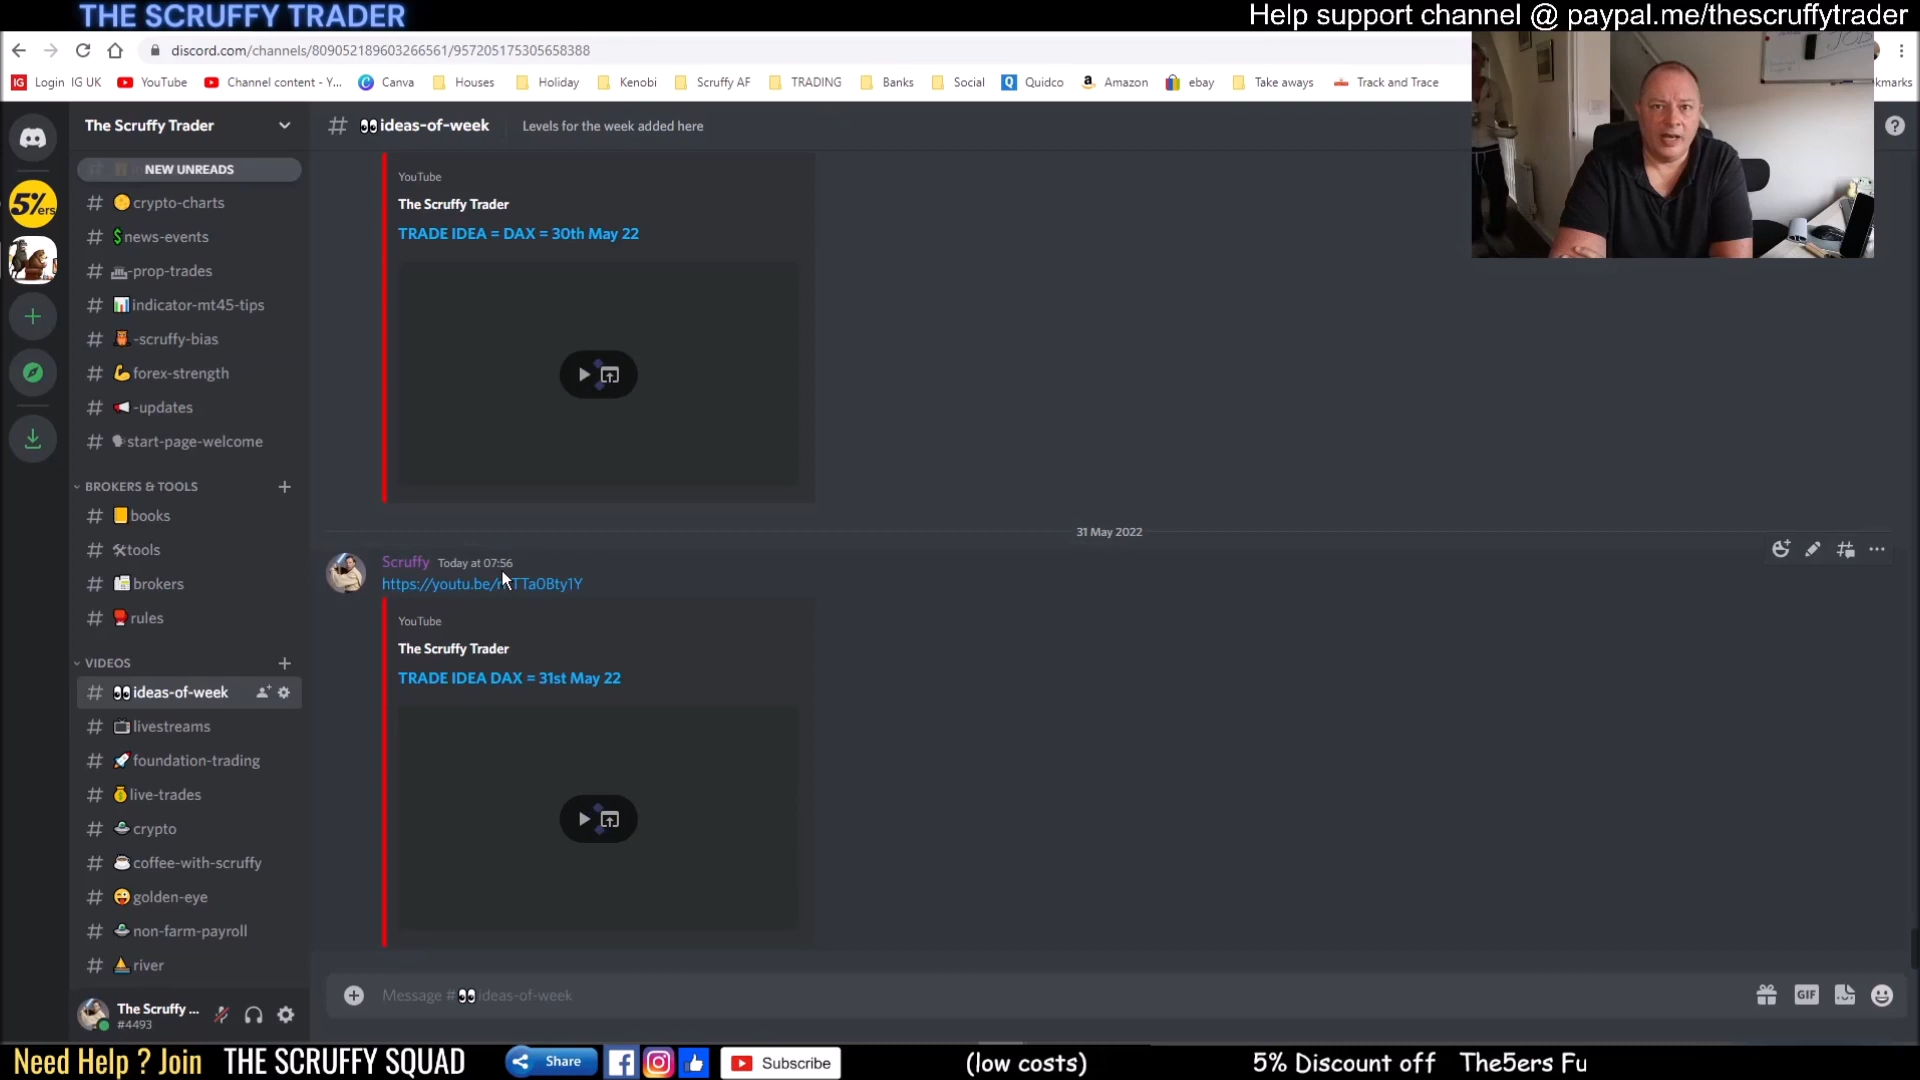 THE SCRUFFY TRADER
Help support channel @ paypal.me/thescruffytrader
discord.com/channels/809052189603266561/957205175305658388
IG Login IG UK
YouTube
Channel content - Y...
Canva
Houses
Holiday
Kenobi
Scruffy AF
TRADING
Banks
Social
Quidco
Amazon
ebay
Take aways
Track and Trace
kmarks
The Scruffy Trader
# ideas-of-week
Levels for the week added here
NEW UNREADS
5%ers
# crypto-charts
# $news-events
# -prop-trades
# indicator-mt45-tips
# -scruffy-bias
# forex-strength
# -updates
# start-page-welcome
BROKERS & TOOLS
# books
# tools
# brokers
# rules
VIDEOS
# ideas-of-week
# livestreams
# foundation-trading
# live-trades
# crypto
# coffee-with-scruffy
# golden-eye
# non-farm-payroll
# river
The Scruffy ...
#4493
YouTube
The Scruffy Trader
TRADE IDEA = DAX = 30th May 22
31 May 2022
Scruffy Today at 07:56
YouTube
The Scruffy Trader
TRADE IDEA DAX = 31st May 22
Message # ideas-of-week
GIF
Need Help ? Join THE SCRUFFY SQUAD
Share
Subscribe
(low costs)
5% Discount off The5ers Fu